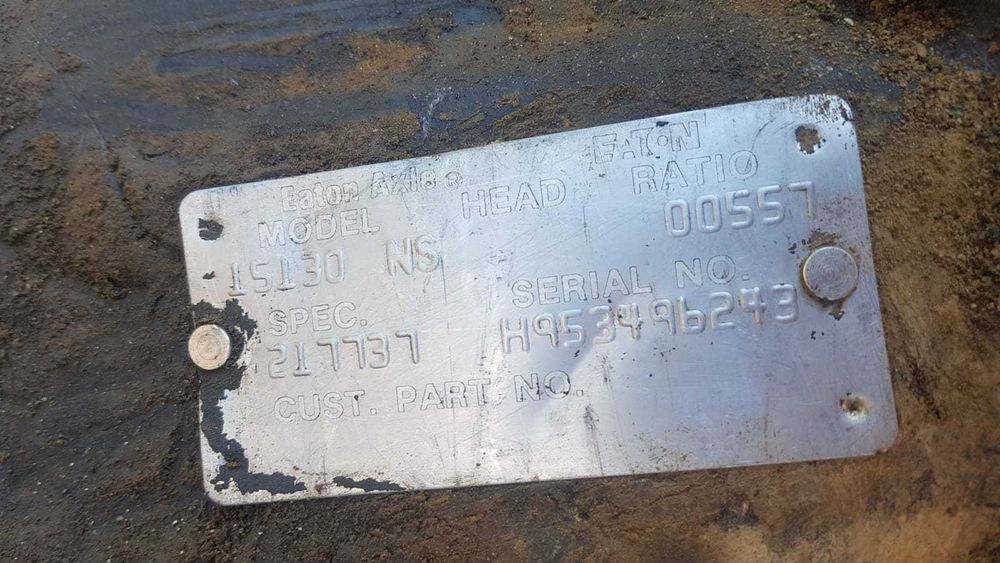 Eaton Axle® EATON
MODEL HEAD RATIO
15130 NS 00557
SPEC. SERIAL NO.
217737 H953496243
CUST. PART NO.